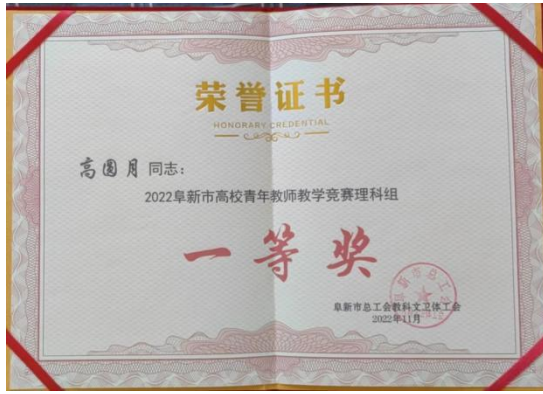 荣誉证书
HONORARY CREDENTIAL
高圆月 同志：
2022阜新市高校青年教师教学竞赛理科组
一等奖
阜新市总工会教科文卫体工会
2022年11月